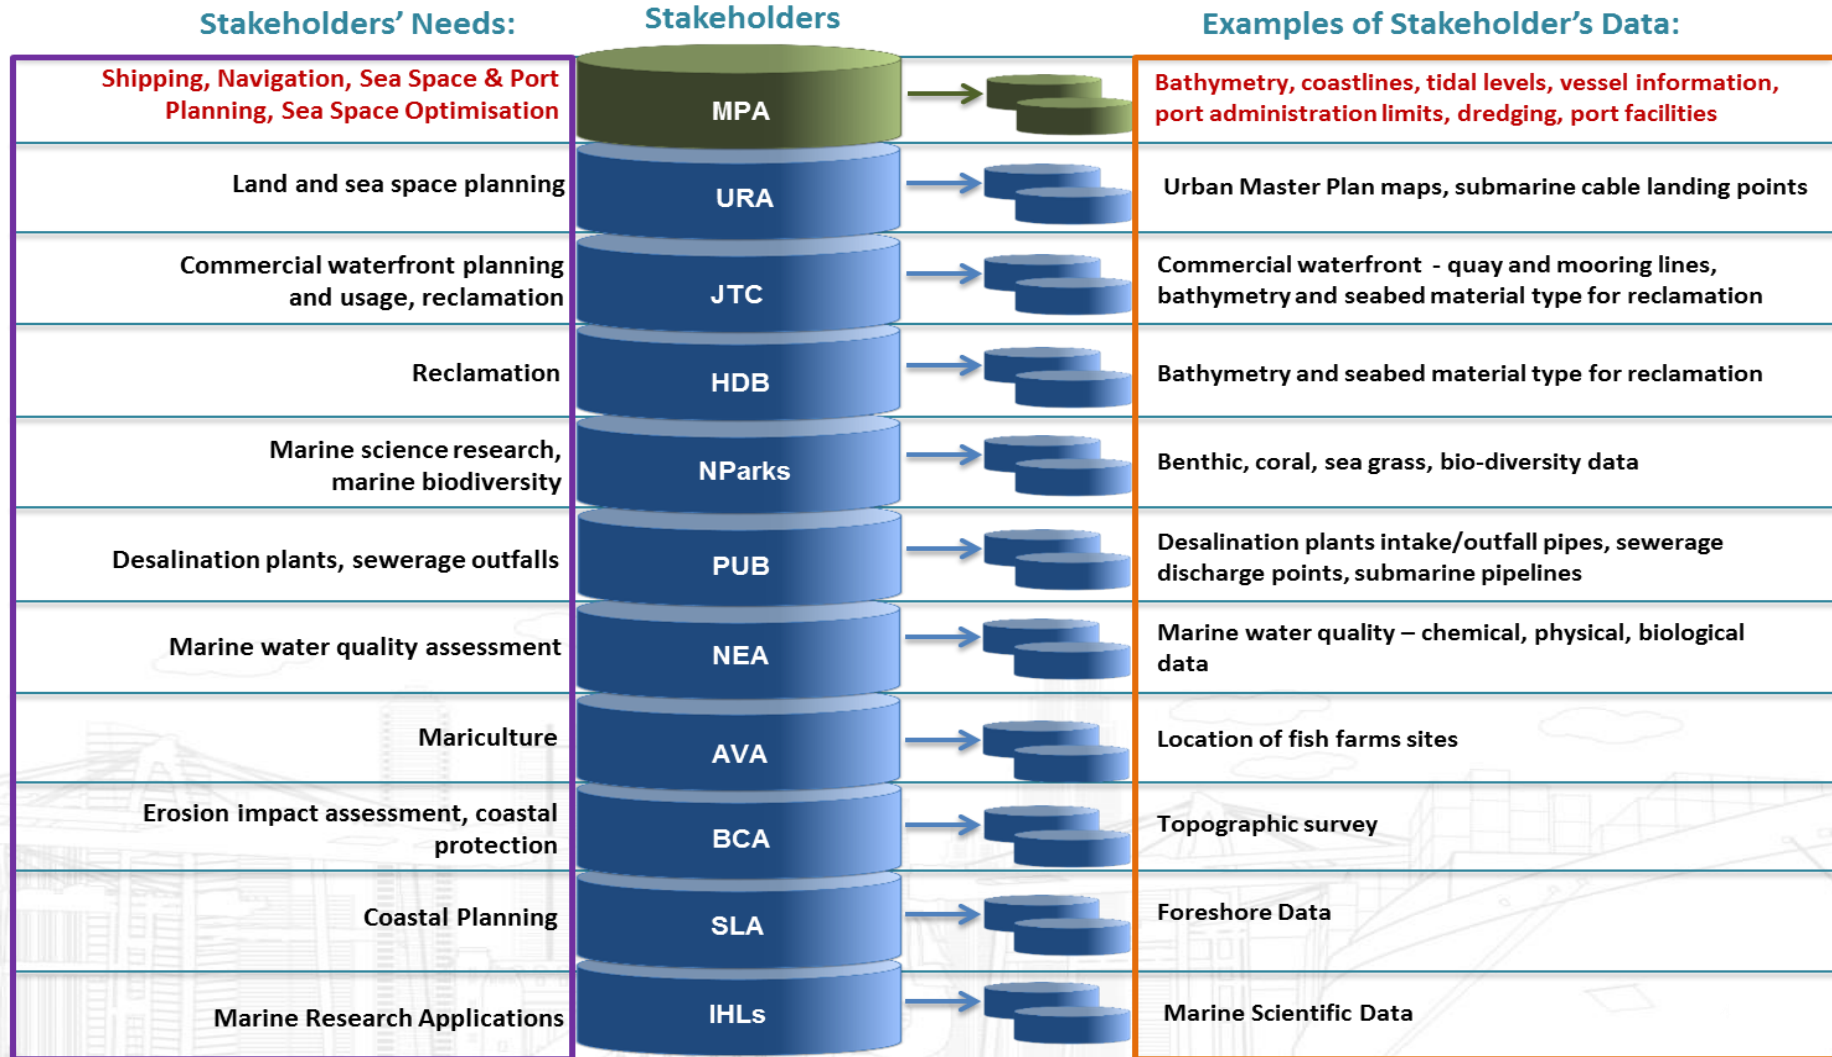 Stakeholders' Needs:
Stakeholders
Examples of Stakeholder's Data:
Shipping, Navigation, Sea Space & Port
Planning, Sea Space Optimisation
MPA
Bathymetry, coastlines, tidal levels, vessel information,
port administration limits, dredging, port facilities
Land and sea space planning
URA
Urban Master Plan maps, submarine cable landing points
Commercial waterfront planning
and usage, reclamation
JTC
Commercial waterfront - quay and mooring lines,
bathymetry and seabed material type for reclamation
Reclamation
HDB
Bathymetry and seabed material type for reclamation
Marine science research,
marine biodiversity
NParks
Benthic, coral, sea grass, bio-diversity data
Desalination plants, sewerage outfalls
PUB
Desalination plants intake/outfall pipes, sewerage
discharge points, submarine pipelines
Marine water quality assessment
NEA
Marine water quality – chemical, physical, biological
data
Mariculture
AVA
Location of fish farms sites
Erosion impact assessment, coastal
protection
BCA
Topographic survey
Coastal Planning
SLA
Foreshore Data
Marine Research Applications
IHLs
Marine Scientific Data